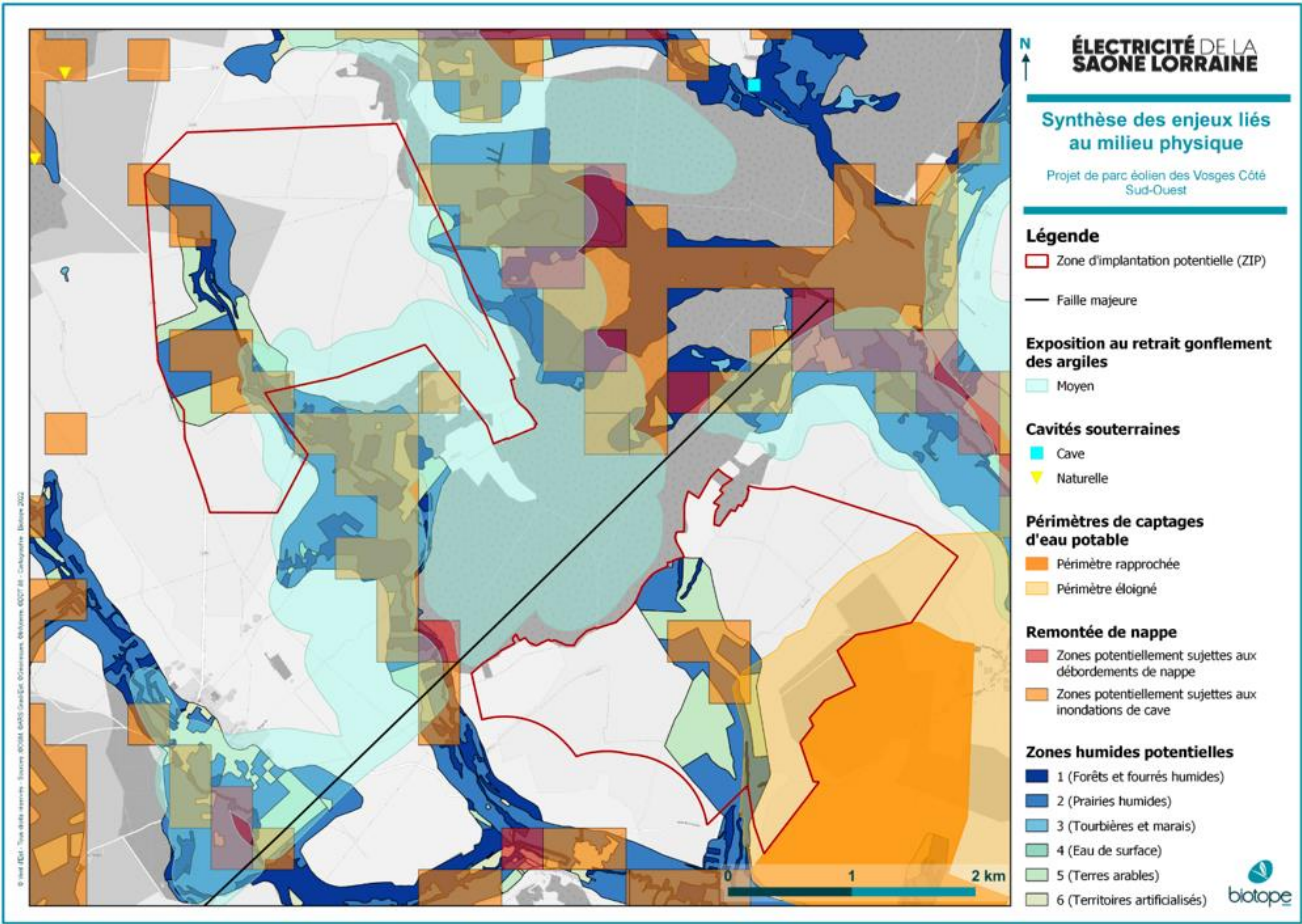 N
ÉLECTRICITÉ DE LA
SAONE LORRAINE
Synthèse des enjeux liés
au milieu physique
Projet de parc éolien des Vosges Côté
Sud-Ouest
Légende
Zone d'implantation potentielle (ZIP)
Faille majeure
Exposition au retrait gonflement
des argiles
Moyen
Cavités souterraines
Cave
Naturelle
Périmètres de captages
d'eau potable
Périmètre rapprochée
Périmètre éloigné
Remontée de nappe
Zones potentiellement sujettes aux
débordements de nappe
Zones potentiellement sujettes aux
inondations de cave
Zones humides potentielles
1 (Forêts et fourrés humides)
2 (Prairies humides)
3 (Tourbières et marais)
4 (Eau de surface)
5 (Terres arables)
6 (Territoires artificialisés)
biotope
0 1 2 km